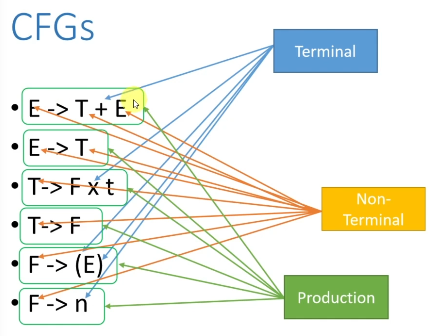 CFGs
Terminal
• E -> T + E
• E -> T
• T-> F x t
• T-> F
• F -> (E)
• F -> n
Non-
Terminal
Production